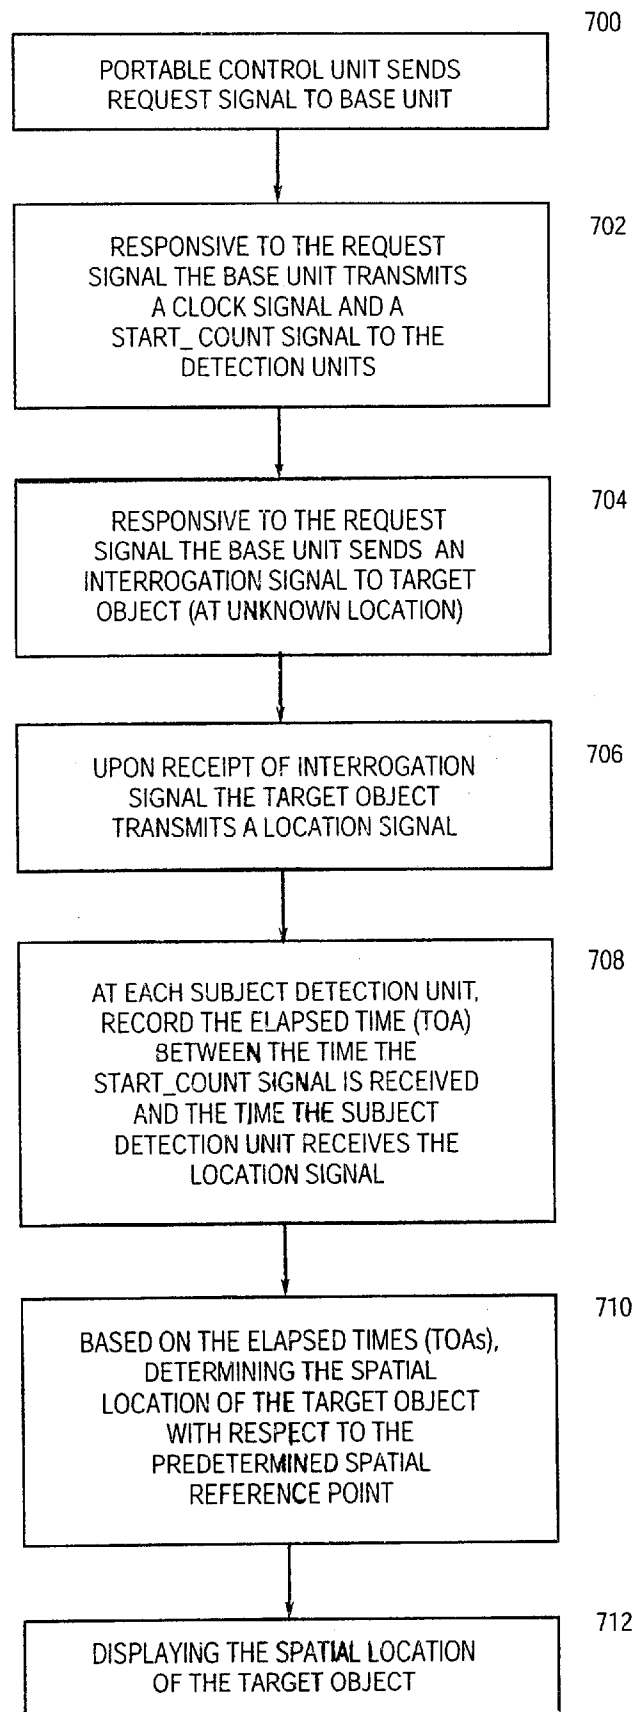 700
PORTABLE CONTROL UNIT SENDS
REQUEST SIGNAL TO BASE UNIT
702
RESPONSIVE TO THE REQUEST
SIGNAL THE BASE UNIT TRANSMITS
A CLOCK SIGNAL AND A
START_ COUNT SIGNAL TO THE
DETECTION UNITS
704
RESPONSIVE TO THE REQUEST
SIGNAL THE BASE UNIT SENDS AN
INTERROGATION SIGNAL TO TARGET
OBJECT (AT UNKNOWN LOCATION)
706
UPON RECEIPT OF INTERROGATION
SIGNAL THE TARGET OBJECT
TRANSMITS A LOCATION SIGNAL
708
AT EACH SUBJECT DETECTION UNIT,
RECORD THE ELAPSED TIME (TOA)
BETWEEN THE TIME THE
START_COUNT SIGNAL IS RECEIVED
AND THE TIME THE SUBJECT
DETECTION UNIT RECEIVES THE
LOCATION SIGNAL
710
BASED ON THE ELAPSED TIMES (TOAs),
DETERMINING THE SPATIAL
LOCATION OF THE TARGET OBJECT
WITH RESPECT TO THE
PREDETERMINED SPATIAL
REFERENCE POINT
712
DISPLAYING THE SPATIAL LOCATION
OF THE TARGET OBJECT